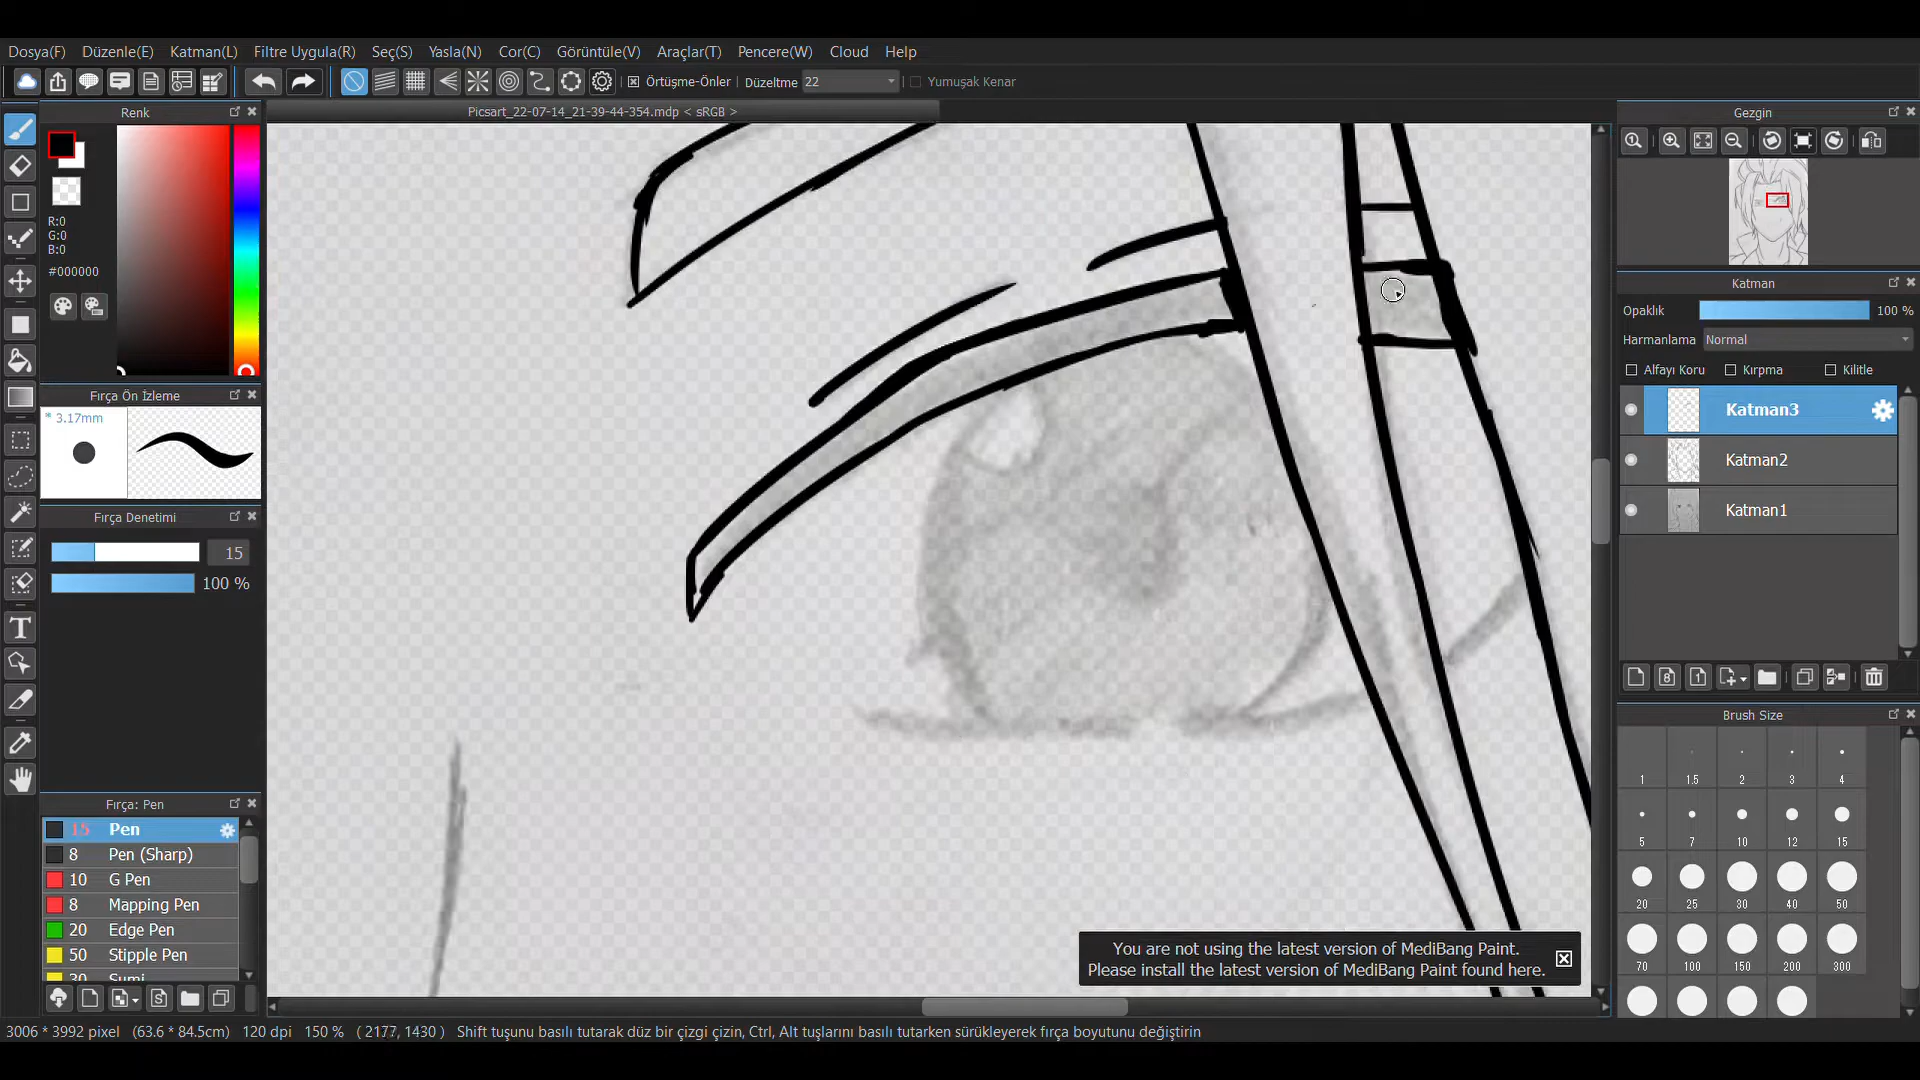 Dosya(F) Düzenle(E) Katman(L) Filtre Uygula(R) Seç(S) Yasla(N) Cor(C) Görüntüle(V) Araçlar(T) Pencere(W) Cloud Help
Örtüşme-Önler Düzeltme 22 Yumuşak Kenar
Renk
Picsart_22-07-14_21-39-44-354.mdp < sRGB >
Gezgin
R:0
G:0
B:0
#000000
Katman
Opaklık 100 %
Harmanlama Normal
Alfayı Koru Kırpma Kilitle
Katman3
Katman2
Katman1
Fırça Ön İzleme
* 3.17mm
Fırça Denetimi
15
100 %
Brush Size
1 1.5 2 3 4
5 7 10 12 15
20 25 30 40 50
70 100 150 200 300
Fırça: Pen
15 Pen
8 Pen (Sharp)
10 G Pen
8 Mapping Pen
20 Edge Pen
50 Stipple Pen
30 Sumi
You are not using the latest version of MediBang Paint.
Please install the latest version of MediBang Paint found here.
3006 * 3992 pixel (63.6 * 84.5cm) 120 dpi 150 % ( 2177, 1430 ) Shift tuşunu basılı tutarak düz bir çizgi çizin, Ctrl, Alt tuşlarını basılı tutarken sürükleyerek fırça boyutunu değiştirin